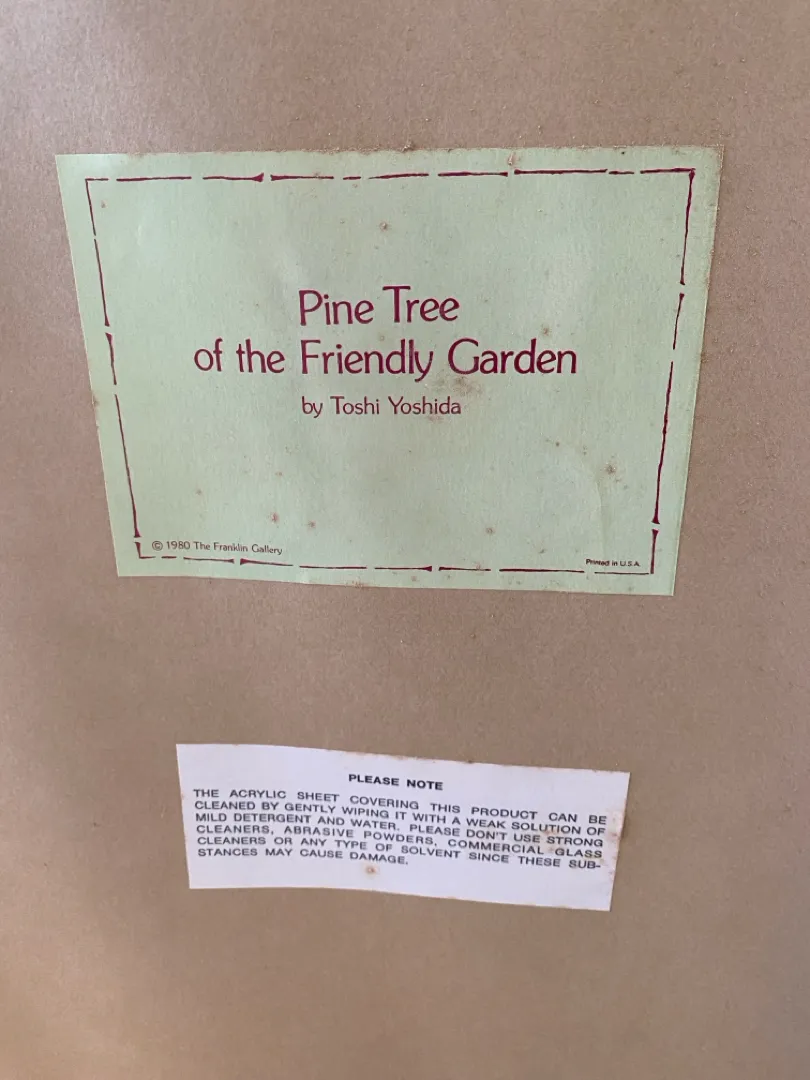 Pine Tree
of the Friendly Garden
by Toshi Yoshida
© 1980 The Franklin Gallery
Printed in U.S.A.
PLEASE NOTE
THE ACRYLIC SHEET COVERING THIS PRODUCT CAN BE
CLEANED BY GENTLY WIPING IT WITH A WEAK SOLUTION OF
MILD DETERGENT AND WATER. PLEASE DON'T USE STRONG
CLEANERS, ABRASIVE POWDERS, COMMERCIAL GLASS
CLEANERS OR ANY TYPE OF SOLVENT SINCE THESE SUB-
STANCES MAY CAUSE DAMAGE.